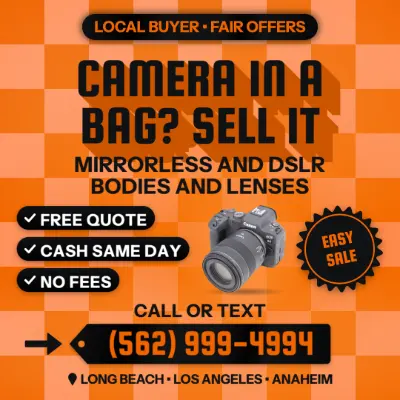 LOCAL BUYER • FAIR OFFERS
CAMERA IN A
BAG? SELL IT
MIRRORLESS AND DSLR
BODIES AND LENSES
FREE QUOTE
CASH SAME DAY
NO FEES
Canon
EASY
SALE
CALL OR TEXT
(562) 999-4994
LONG BEACH • LOS ANGELES • ANAHEIM